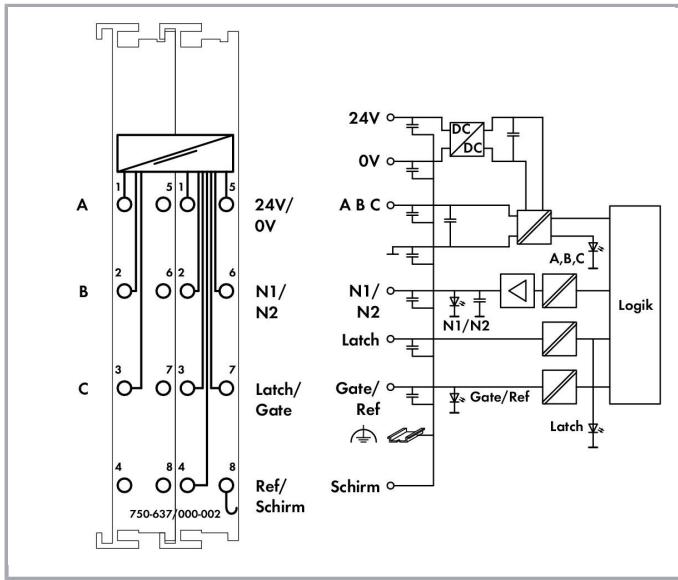 A
B
C
1
5
1
5
2
6
2
6
3
7
3
7
4
8
4
8
24V/
0V
N1/
N2
Latch/
Gate
Ref/
Schirm
750-637/000-002
24V
DC
DC
0V
A B C
A,B,C
N1/
N2
N1/N2
Logik
Latch
Gate/
Ref
Gate/Ref
Latch
Schirm